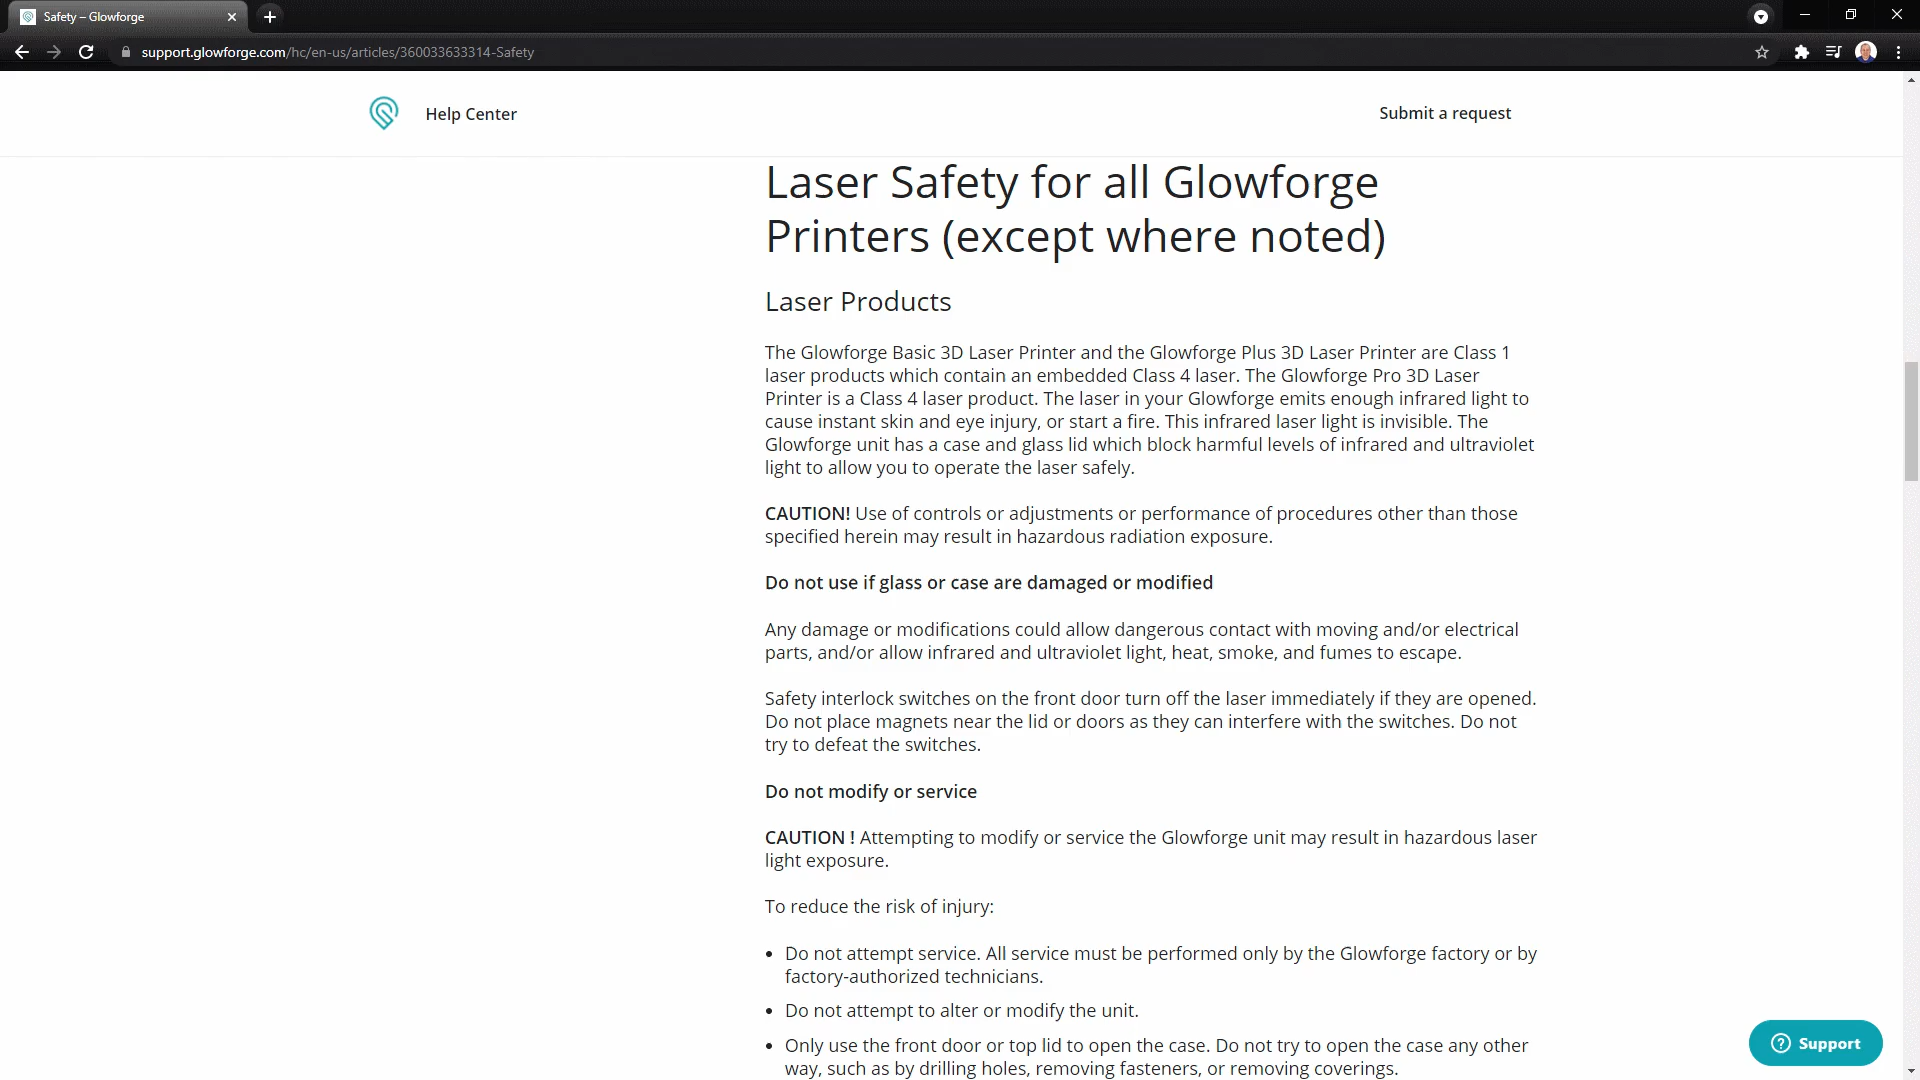 Safety – Glowforge
support.glowforge.com/hc/en-us/articles/360033633314-Safety
Help Center
Submit a request
Laser Safety for all Glowforge
Printers (except where noted)
Laser Products
The Glowforge Basic 3D Laser Printer and the Glowforge Plus 3D Laser Printer are Class 1
laser products which contain an embedded Class 4 laser. The Glowforge Pro 3D Laser
Printer is a Class 4 laser product. The laser in your Glowforge emits enough infrared light to
cause instant skin and eye injury, or start a fire. This infrared laser light is invisible. The
Glowforge unit has a case and glass lid which block harmful levels of infrared and ultraviolet
light to allow you to operate the laser safely.
CAUTION! Use of controls or adjustments or performance of procedures other than those
specified herein may result in hazardous radiation exposure.
Do not use if glass or case are damaged or modified
Any damage or modifications could allow dangerous contact with moving and/or electrical
parts, and/or allow infrared and ultraviolet light, heat, smoke, and fumes to escape.
Safety interlock switches on the front door turn off the laser immediately if they are opened.
Do not place magnets near the lid or doors as they can interfere with the switches. Do not
try to defeat the switches.
Do not modify or service
CAUTION ! Attempting to modify or service the Glowforge unit may result in hazardous laser
light exposure.
To reduce the risk of injury:
• Do not attempt service. All service must be performed only by the Glowforge factory or by
factory-authorized technicians.
• Do not attempt to alter or modify the unit.
• Only use the front door or top lid to open the case. Do not try to open the case any other
way, such as by drilling holes, removing fasteners, or removing coverings.
Support